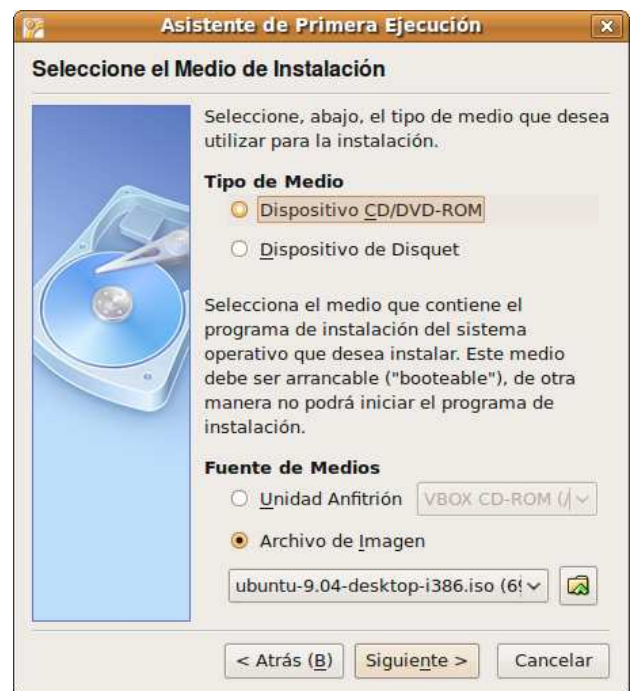 Asistente de Primera Ejecución
Seleccione el Medio de Instalación
Seleccione, abajo, el tipo de medio que desea
utilizar para la instalación.
Tipo de Medio
Dispositivo CD/DVD-ROM
Dispositivo de Disquet
Selecciona el medio que contiene el
programa de instalación del sistema
operativo que desea instalar. Este medio
debe ser arrancable ("booteable"), de otra
manera no podrá iniciar el programa de
instalación.
Fuente de Medios
Unidad Anfitrión VBOX CD-ROM (/
Archivo de Imagen
ubuntu-9.04-desktop-i386.iso (69
< Atrás (B) Siguiente > Cancelar